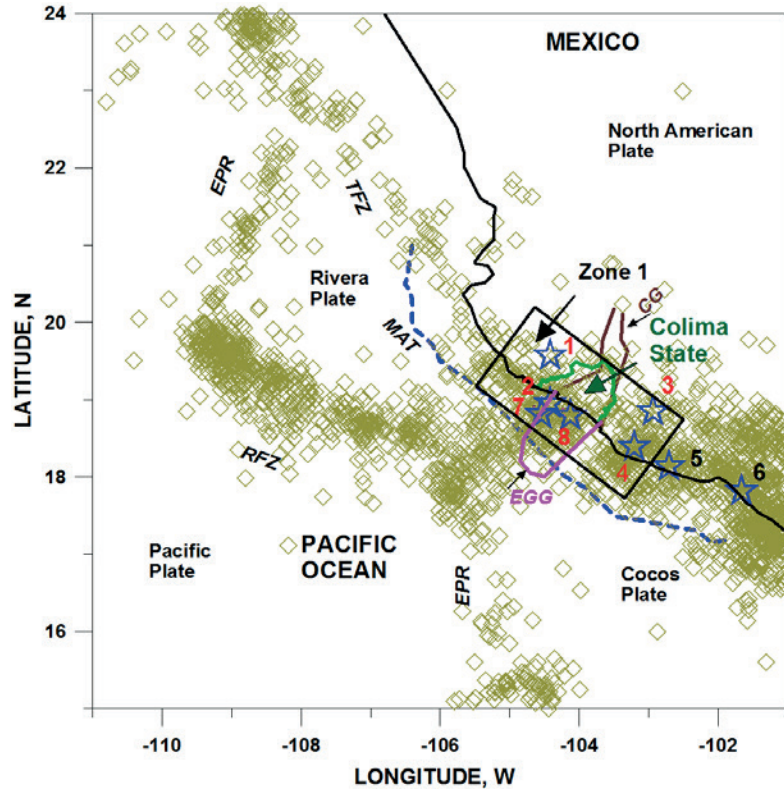 24
22
20
18
16
LATITUDE, N
MEXICO
North American
Plate
EPR
TFZ
Rivera
Plate
MAT
Zone 1
CG
Colima
State
1
2
3
7
8
4
5
6
EGG
RFZ
Pacific
Plate
PACIFIC
OCEAN
EPR
Cocos
Plate
-110
-108
-106
-104
-102
LONGITUDE, W